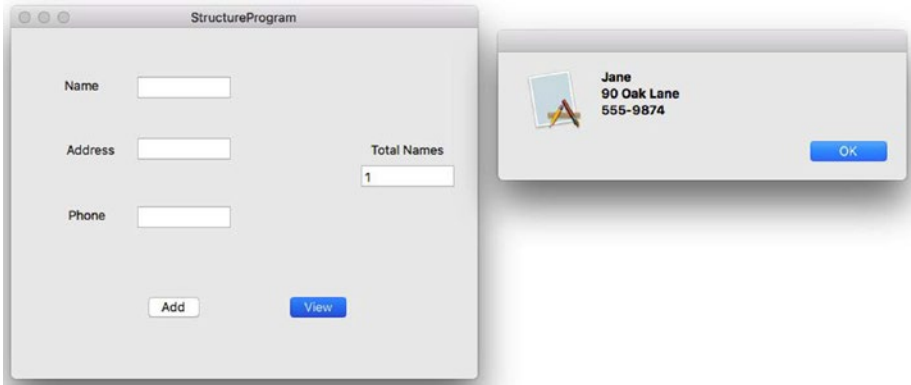 StructureProgram
Name
Address
Total Names
1
Phone
Add
View
Jane
90 Oak Lane
555-9874
OK